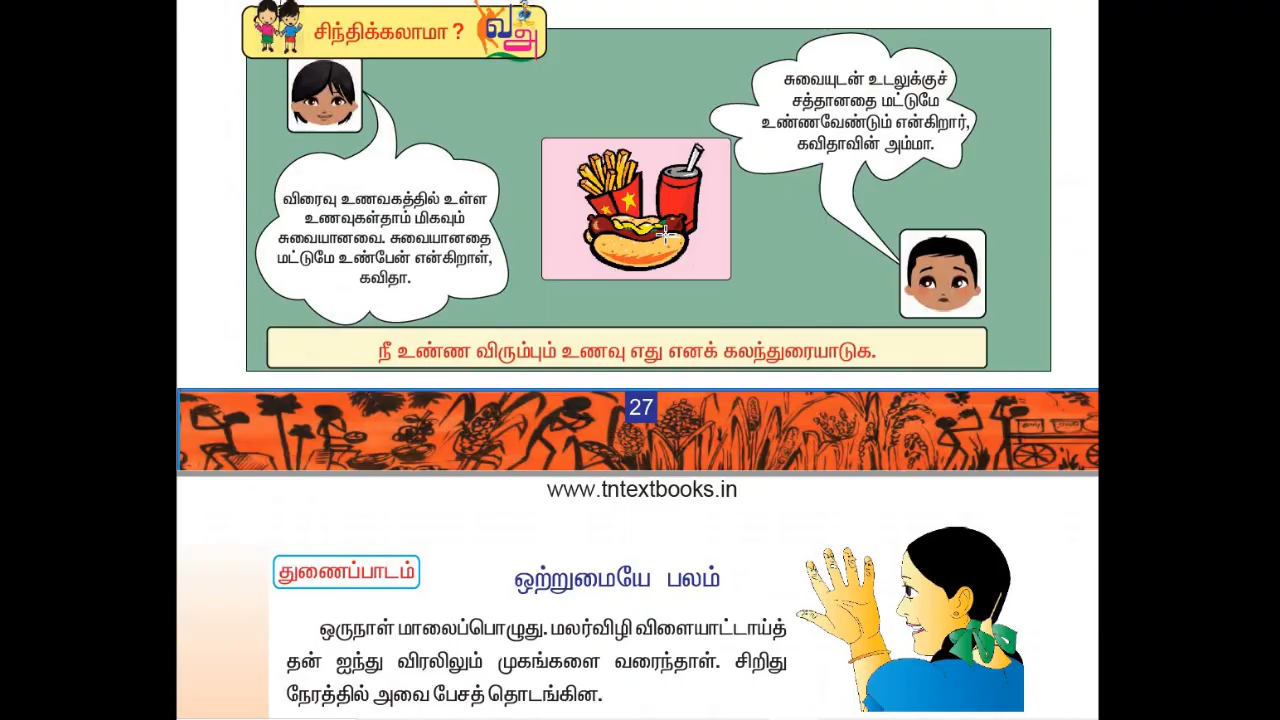 சிந்திக்கலாமா ?
விரைவு உணவகத்தில் உள்ள
உணவுகள்தாம் மிகவும்
சுவையானவை. சுவையானதை
மட்டுமே உண்பேன் என்கிறாள்,
கவிதா.
சுவையுடன் உடலுக்குச்
சத்தானதை மட்டுமே
உண்ணவேண்டும் என்கிறார்,
கவிதாவின் அம்மா.
நீ உண்ண விரும்பும் உணவு எது எனக் கலந்துரையாடுக.
27
www.tntextbooks.in
துணைப்பாடம்
ஒற்றுமையே பலம்
ஒருநாள் மாலைப்பொழுது. மலர்விழி விளையாட்டாய்த்
தன் ஐந்து விரலிலும் முகங்களை வரைந்தாள். சிறிது
நேரத்தில் அவை பேசத் தொடங்கின.